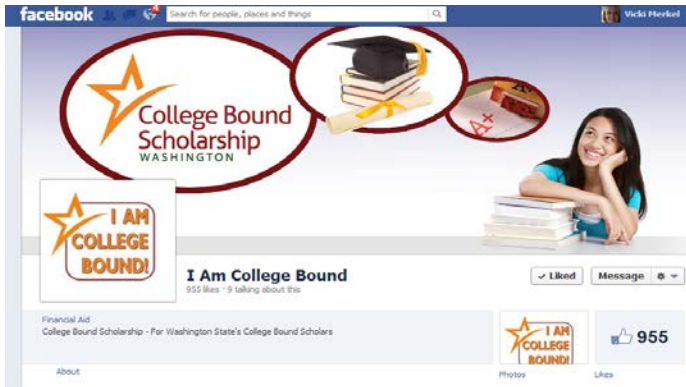 facebook
4
Search for people, places and things
Vicki Merkel
College Bound
Scholarship
WASHINGTON
A+
I AM
COLLEGE
BOUND!
I Am College Bound
955 likes · 9 talking about this
✓ Liked
Message
Financial Aid
College Bound Scholarship - For Washington State's College Bound Scholars
I AM
COLLEGE
BOUND!
955
About
Photos
Likes